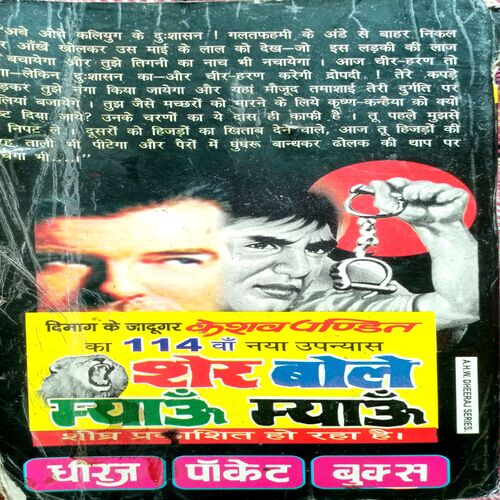 अबे ओये कलियुग के दुःशासन ! गलतफहमी के अंडे से बाहर निकल
आँखें खोलकर उस माई के लाल को देख—जो इस लड़की की लाज
बचायेगा और तुझे तिगनी का नाच भी नचायेगा । आज चीर-हरण तो
गा—लेकिन दुःशासन का—और चीर-हरण करेगी द्रोपदी ! तेरे कपड़े
तुझे नंगा किया जायेगा और यहां मौजूद तमाशाई तेरी दुर्गति पर
लियां बजायेंगे । तुझ जैसे मच्छरों को मारने के लिये कृष्ण-कन्हैया को क्यों
दिया जाये? उनके चरणों का ये दास ही काफी है । तू पहले मुझसे
निपट ले । दूसरों को हिजड़ों का खिताब देने वाले, आज तू हिजड़ों की
ताली भी पीटेगा और पैरों में घुंघरू बान्धकर ढोलक की थाप पर
भी....."
दिमाग के जादूगर केशव पण्डित
का 114 वाँ नया उपन्यास
शेर बोले
म्याऊँ म्याऊँ
शीघ्र प्रकाशित हो रहा है।
A.H.W. DHEERAJ SERIES.
धीरज पॉकेट बुक्स